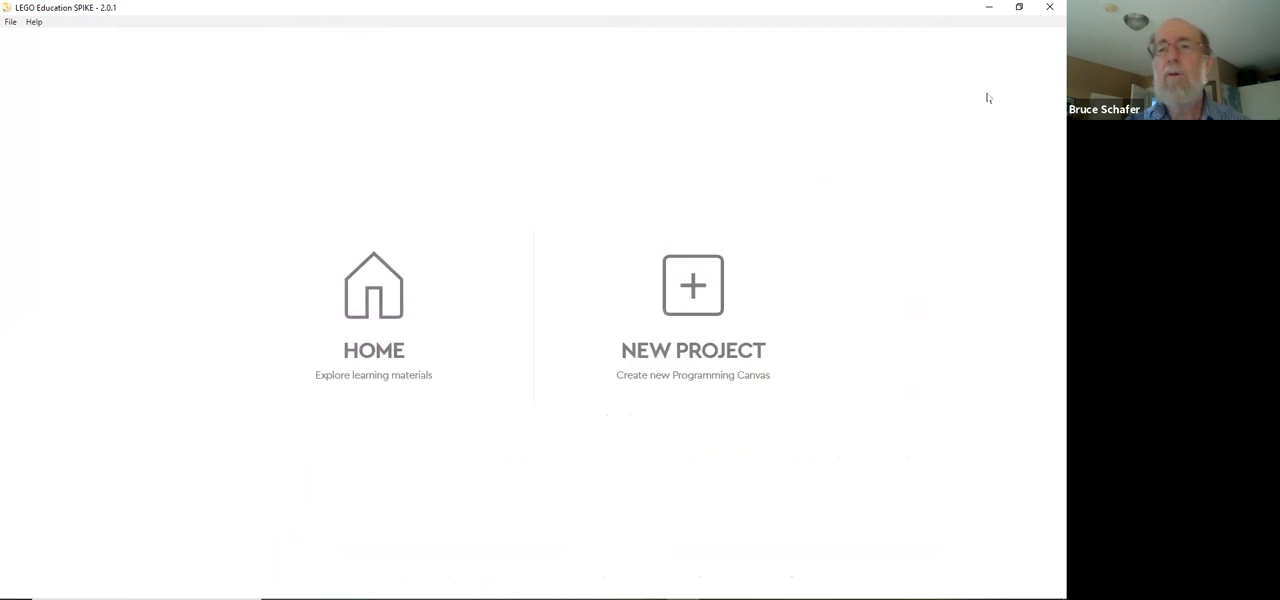 LEGO Education SPIKE - 2.0.1
File Help
HOME
Explore learning materials
NEW PROJECT
Create new Programming Canvas
Bruce Schafer